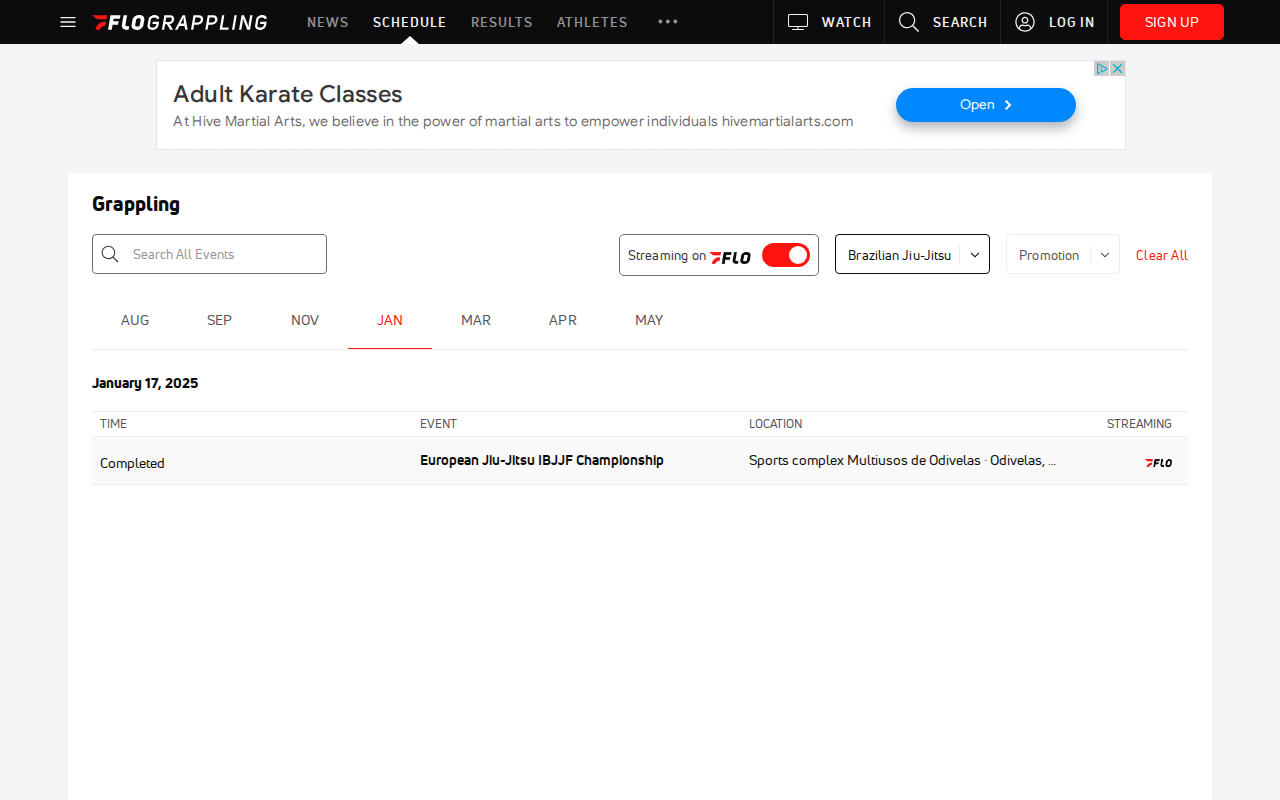 FLOGRAPPLING NEWS SCHEDULE RESULTS ATHLETES WATCH SEARCH LOG IN SIGN UP
Adult Karate Classes
At Hive Martial Arts, we believe in the power of martial arts to empower individuals hivemartialarts.com
Open
Grappling
Search All Events
Streaming on FLO
Brazilian Jiu-Jitsu
Promotion
Clear All
AUG SEP NOV JAN MAR APR MAY
January 17, 2025
TIME EVENT LOCATION STREAMING
Completed European Jiu-Jitsu IBJJF Championship Sports complex Multiusos de Odivelas · Odivelas, ... FLO